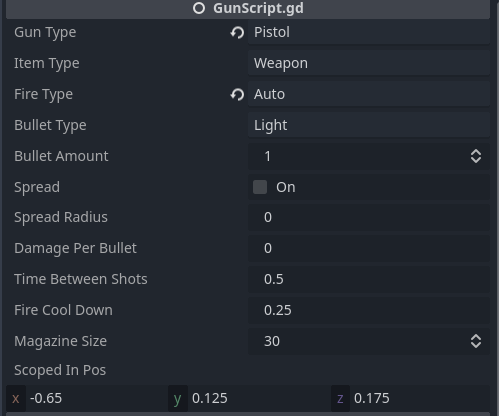 GunScript.gd
Gun Type Pistol
Item Type Weapon
Fire Type Auto
Bullet Type Light
Bullet Amount 1
Spread On
Spread Radius 0
Damage Per Bullet 0
Time Between Shots 0.5
Fire Cool Down 0.25
Magazine Size 30
Scoped In Pos
x -0.65 y 0.125 z 0.175